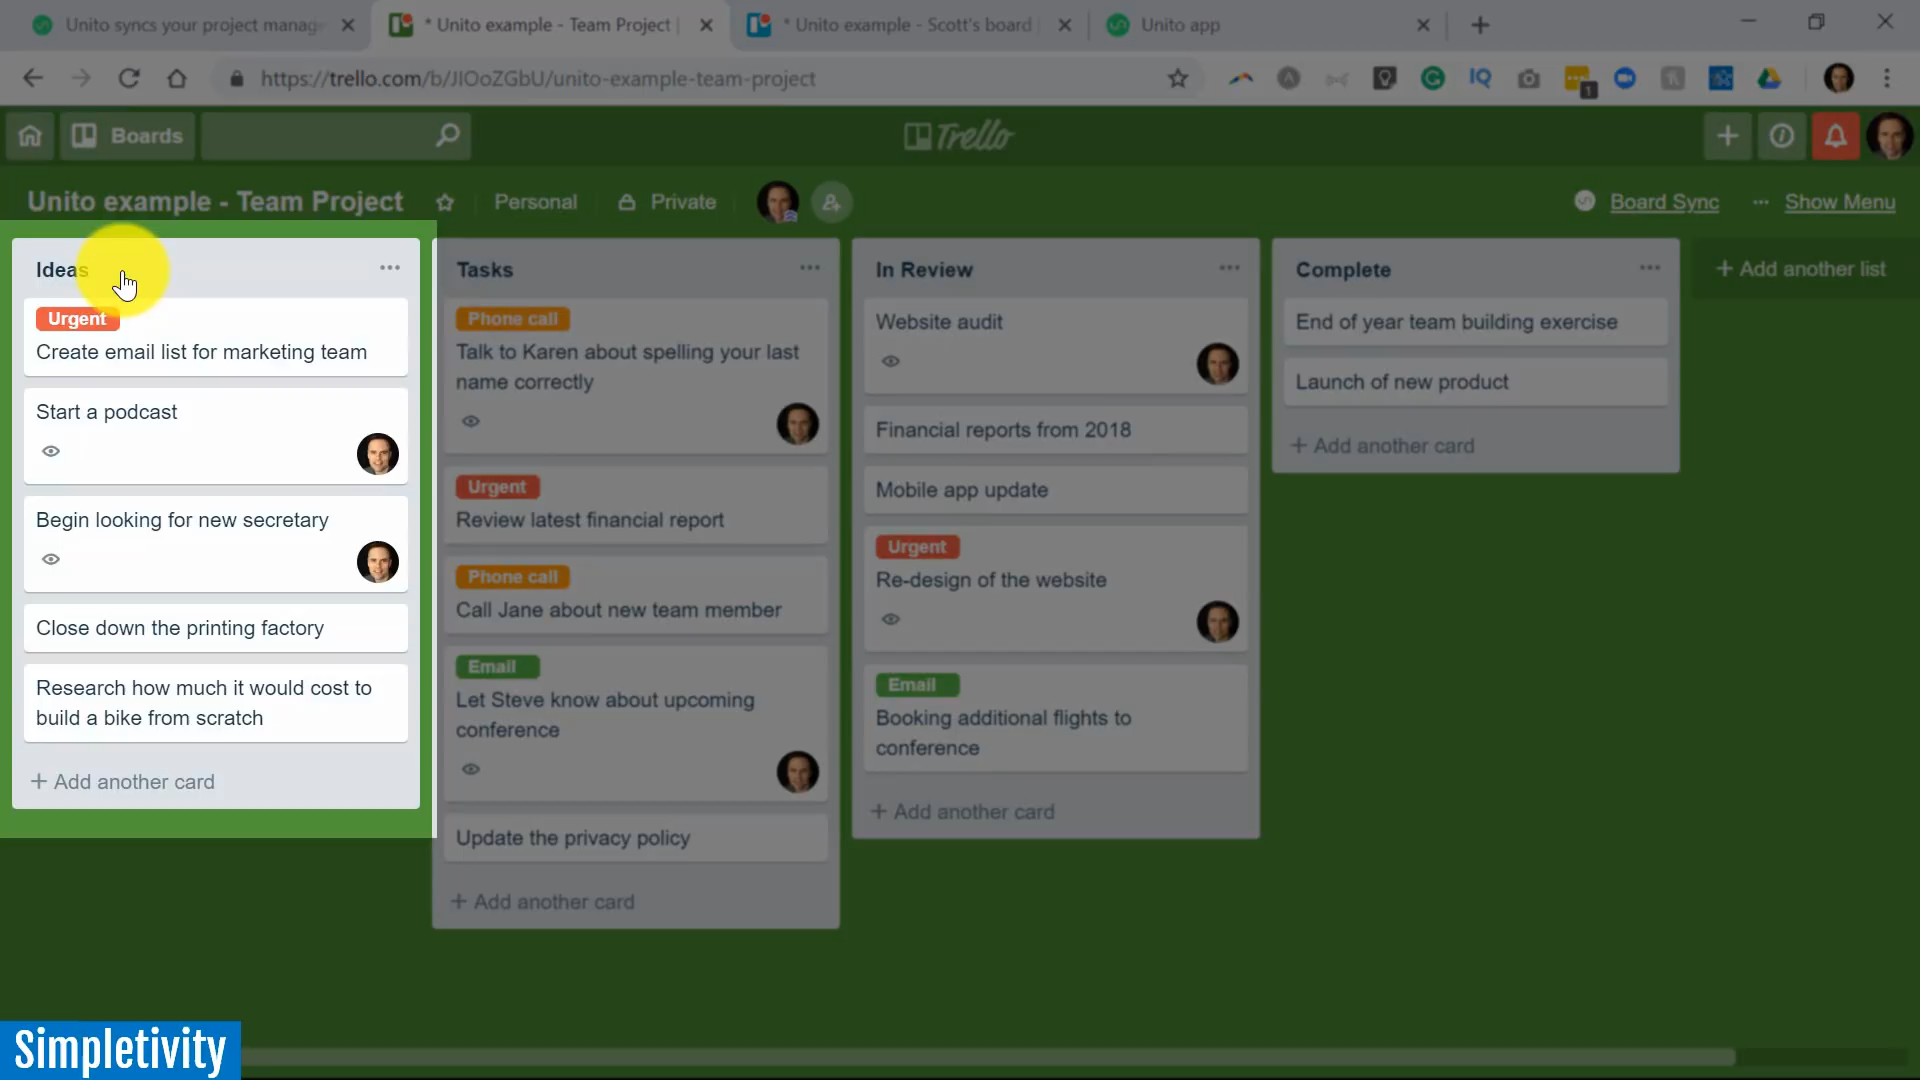 Unito syncs your project manage
* Unito example - Team Project |
* Unito example - Scott's board |
Unito app
https://trello.com/b/JIOoZGbU/unito-example-team-project
IQ
1
Boards
Trello
Unito example - Team Project
Personal
Private
Board Sync
Show Menu
Ideas
Urgent
Create email list for marketing team
Start a podcast
Begin looking for new secretary
Close down the printing factory
Research how much it would cost to
build a bike from scratch
+ Add another card
Tasks
Phone call
Talk to Karen about spelling your last
name correctly
Urgent
Review latest financial report
Phone call
Call Jane about new team member
Email
Let Steve know about upcoming
conference
Update the privacy policy
+ Add another card
In Review
Website audit
Financial reports from 2018
Mobile app update
Urgent
Re-design of the website
Email
Booking additional flights to
conference
+ Add another card
Complete
End of year team building exercise
Launch of new product
+ Add another card
+ Add another list
Simpletivity